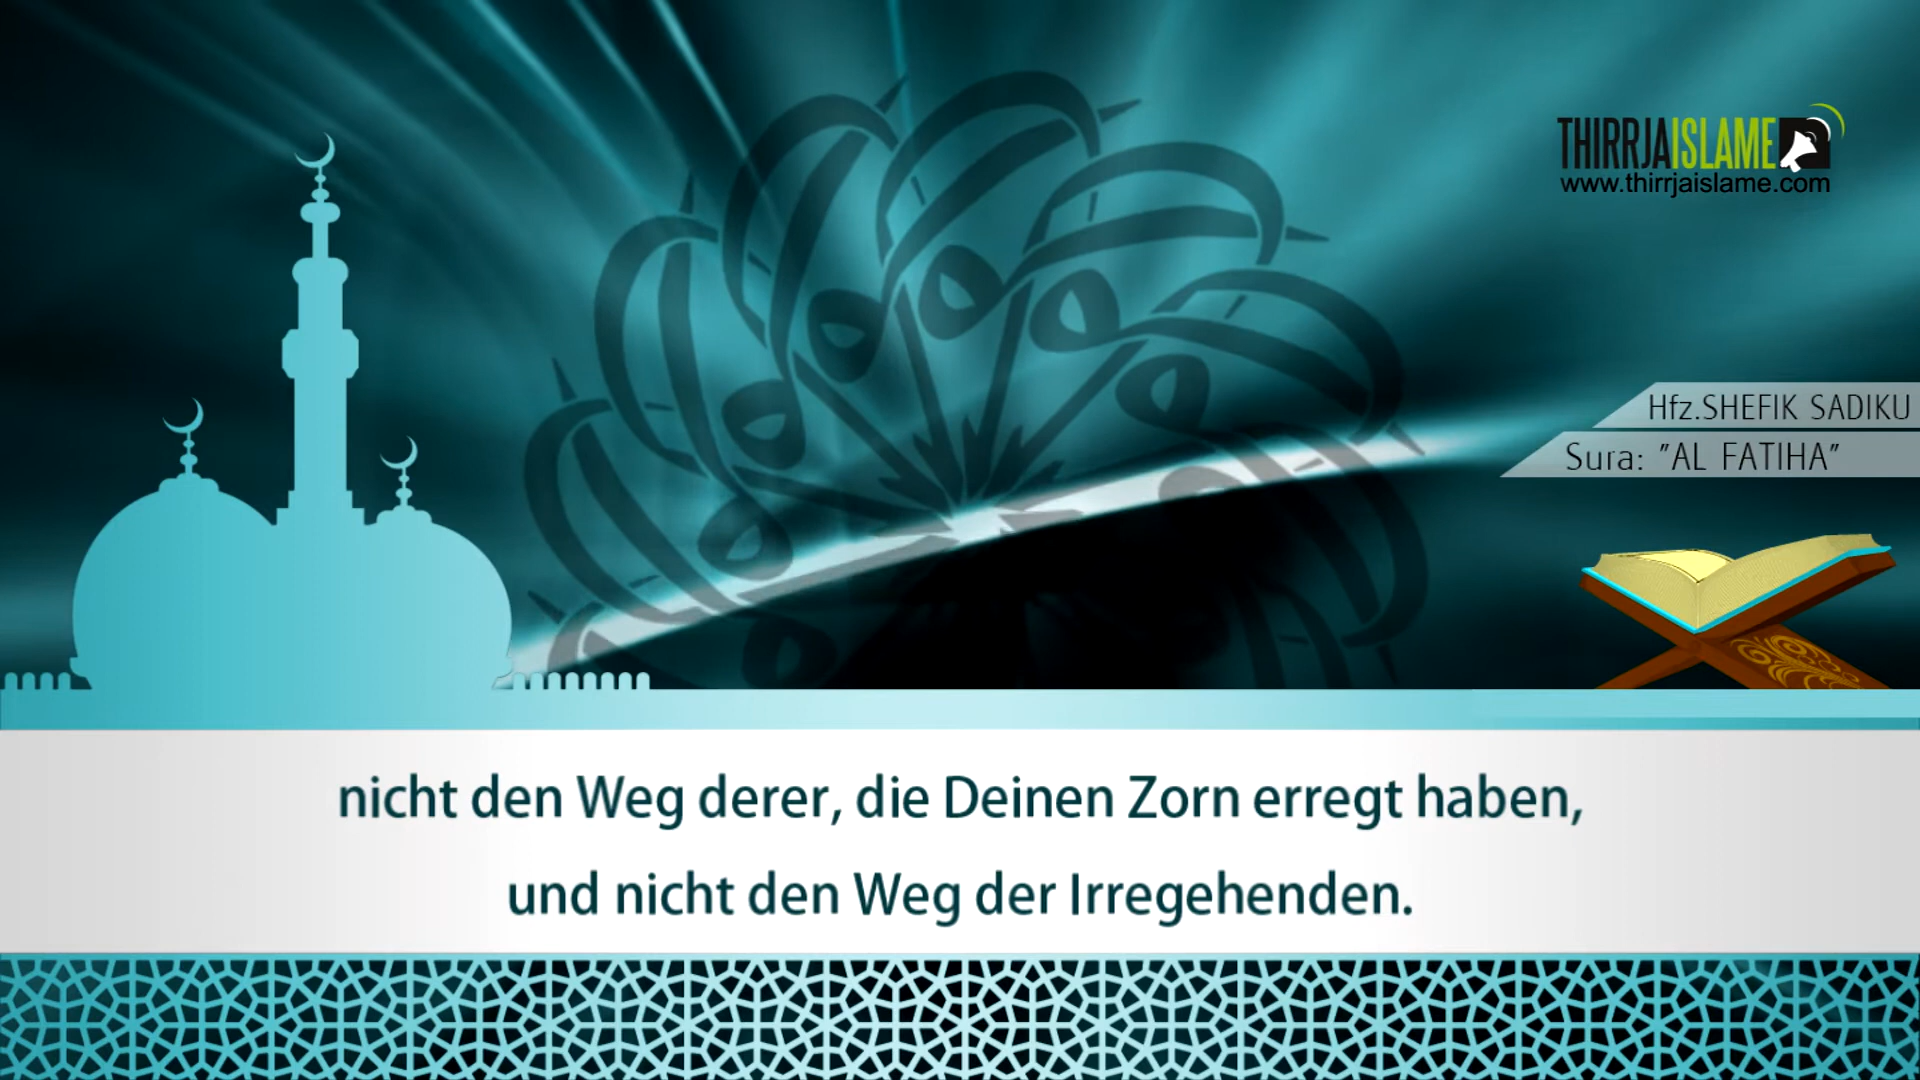 THIRRJAISLAME
www.thirrjaislame.com
Hfz.SHEFIK SADIKU
Sura: "AL FATIHA"
nicht den Weg derer, die Deinen Zorn erregt haben,
und nicht den Weg der Irregehenden.